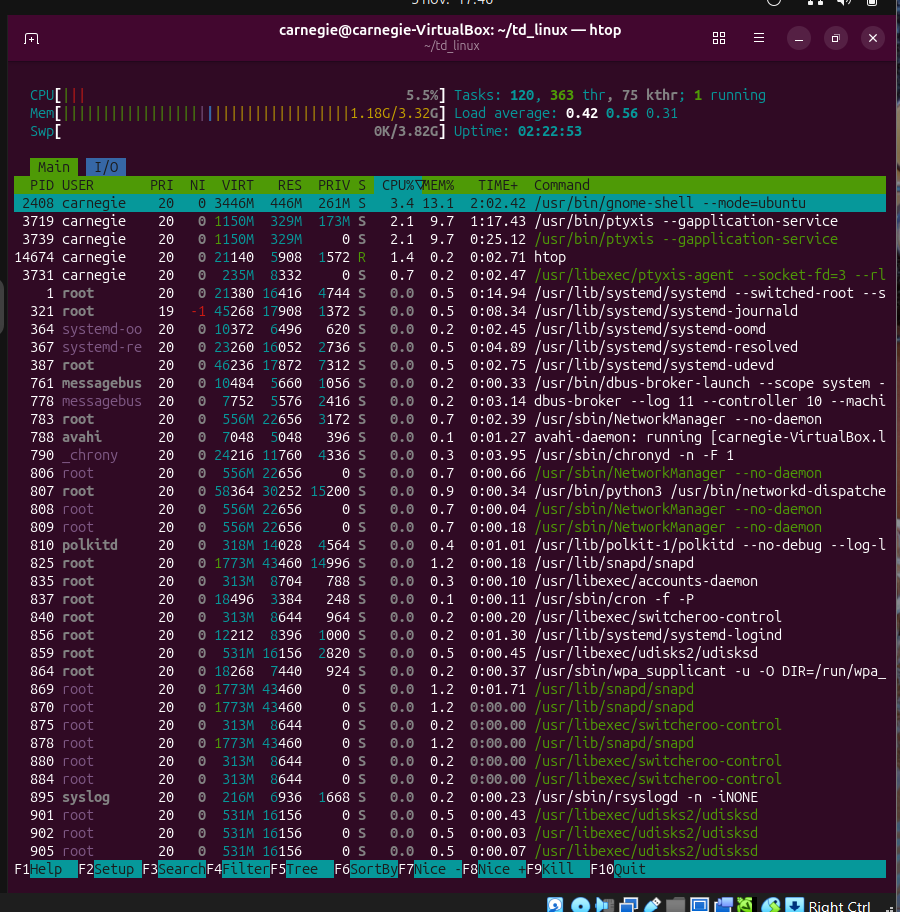 carnegie@carnegie-VirtualBox: ~/td_linux — htop
~/td_linux
CPU[||| 5.5%] Tasks: 120, 363 thr, 75 kthr; 1 running
Mem[||||||||||||||||||||||||||||||||||||1.18G/3.32G] Load average: 0.42 0.56 0.31
Swp[ 0K/3.82G] Uptime: 02:22:53
Main I/O
PID USER PRI NI VIRT RES PRIV S CPU%▽MEM% TIME+ Command
2408 carnegie 20 0 3446M 446M 261M S 3.4 13.1 2:02.42 /usr/bin/gnome-shell --mode=ubuntu
3719 carnegie 20 0 1150M 329M 173M S 2.1 9.7 1:17.43 /usr/bin/ptyxis --gapplication-service
3739 carnegie 20 0 1150M 329M 0 S 2.1 9.7 0:25.12 /usr/bin/ptyxis --gapplication-service
14674 carnegie 20 0 21140 5908 1572 R 1.4 0.2 0:02.71 htop
3731 carnegie 20 0 235M 8332 0 S 0.7 0.2 0:02.47 /usr/libexec/ptyxis-agent --socket-fd=3 --rl
1 root 20 0 21380 16416 4744 S 0.0 0.5 0:14.94 /usr/lib/systemd/systemd --switched-root --s
321 root 19 -1 45268 17908 1372 S 0.0 0.5 0:08.34 /usr/lib/systemd/systemd-journald
364 systemd-oo 20 0 10372 6496 620 S 0.0 0.2 0:02.45 /usr/lib/systemd/systemd-oomd
367 systemd-re 20 0 23260 16052 2736 S 0.0 0.5 0:04.89 /usr/lib/systemd/systemd-resolved
387 root 20 0 46236 17872 7312 S 0.0 0.5 0:02.75 /usr/lib/systemd/systemd-udevd
761 messagebus 20 0 10484 5660 1056 S 0.0 0.2 0:00.33 /usr/bin/dbus-broker-launch --scope system -
778 messagebus 20 0 7752 5576 2416 S 0.0 0.2 0:03.14 dbus-broker --log 11 --controller 10 --machi
783 root 20 0 556M 22656 3172 S 0.0 0.7 0:02.39 /usr/sbin/NetworkManager --no-daemon
788 avahi 20 0 7048 5048 396 S 0.0 0.1 0:01.27 avahi-daemon: running [carnegie-VirtualBox.l
790 _chrony 20 0 24216 11760 4336 S 0.0 0.3 0:03.95 /usr/sbin/chronyd -n -F 1
806 root 20 0 556M 22656 0 S 0.0 0.7 0:00.66 /usr/sbin/NetworkManager --no-daemon
807 root 20 0 58364 30252 15200 S 0.0 0.9 0:00.34 /usr/bin/python3 /usr/bin/networkd-dispatche
808 root 20 0 556M 22656 0 S 0.0 0.7 0:00.04 /usr/sbin/NetworkManager --no-daemon
809 root 20 0 556M 22656 0 S 0.0 0.7 0:00.18 /usr/sbin/NetworkManager --no-daemon
810 polkitd 20 0 318M 14028 4564 S 0.0 0.4 0:01.01 /usr/lib/polkit-1/polkitd --no-debug --log-l
825 root 20 0 1773M 43460 14996 S 0.0 1.2 0:00.18 /usr/lib/snapd/snapd
835 root 20 0 313M 8704 788 S 0.0 0.3 0:00.10 /usr/libexec/accounts-daemon
837 root 20 0 18496 3384 248 S 0.0 0.1 0:00.11 /usr/sbin/cron -f -P
840 root 20 0 313M 8644 964 S 0.0 0.2 0:00.20 /usr/libexec/switcheroo-control
856 root 20 0 12212 8396 1000 S 0.0 0.2 0:01.30 /usr/lib/systemd/systemd-logind
859 root 20 0 531M 16156 2820 S 0.0 0.5 0:00.45 /usr/libexec/udisks2/udisksd
864 root 20 0 18268 7440 924 S 0.0 0.2 0:00.37 /usr/sbin/wpa_supplicant -u -O DIR=/run/wpa_
869 root 20 0 1773M 43460 0 S 0.0 1.2 0:01.71 /usr/lib/snapd/snapd
870 root 20 0 1773M 43460 0 S 0.0 1.2 0:00.00 /usr/lib/snapd/snapd
875 root 20 0 313M 8644 0 S 0.0 0.2 0:00.00 /usr/libexec/switcheroo-control
878 root 20 0 1773M 43460 0 S 0.0 1.2 0:00.00 /usr/lib/snapd/snapd
880 root 20 0 313M 8644 0 S 0.0 0.2 0:00.00 /usr/libexec/switcheroo-control
884 root 20 0 313M 8644 0 S 0.0 0.2 0:00.00 /usr/libexec/switcheroo-control
895 syslog 20 0 216M 6936 1668 S 0.0 0.2 0:00.23 /usr/sbin/rsyslogd -n -iNONE
901 root 20 0 531M 16156 0 S 0.0 0.5 0:00.43 /usr/libexec/udisks2/udisksd
902 root 20 0 531M 16156 0 S 0.0 0.5 0:00.03 /usr/libexec/udisks2/udisksd
905 root 20 0 531M 16156 0 S 0.0 0.5 0:00.07 /usr/libexec/udisks2/udisksd
F1Help F2Setup F3SearchF4FilterF5Tree F6SortByF7Nice -F8Nice +F9Kill F10Quit
Right Ctrl